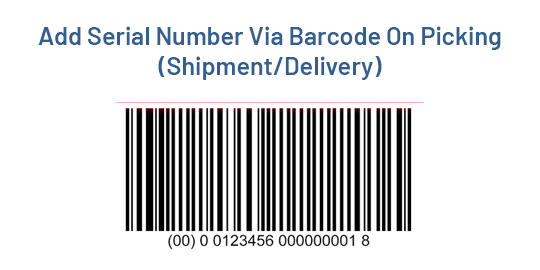 Add Serial Number Via Barcode On Picking
(Shipment/Delivery)
(00) 0 0123456 000000001 8